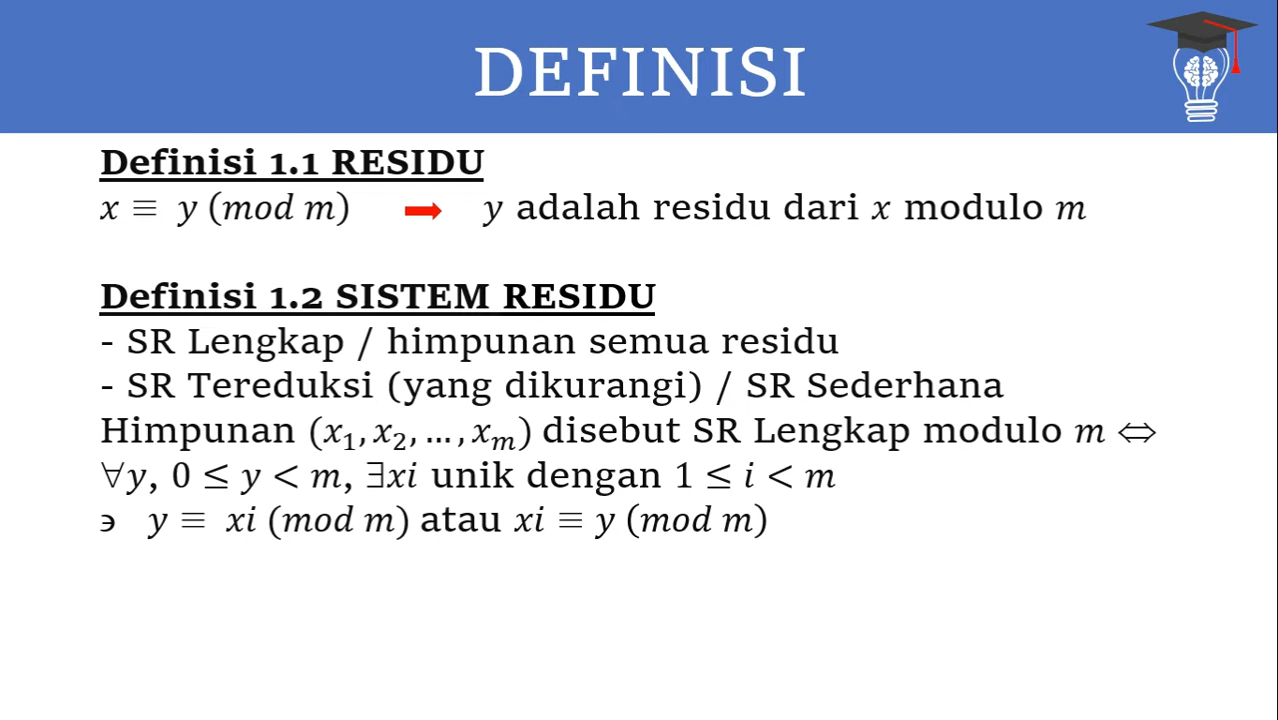 DEFINISI
Definisi 1.1 RESIDU
x ≡ y (mod m) ➡ y adalah residu dari x modulo m
Definisi 1.2 SISTEM RESIDU
- SR Lengkap / himpunan semua residu
- SR Tereduksi (yang dikurangi) / SR Sederhana
Himpunan (x₁, x₂, …, xₘ) disebut SR Lengkap modulo m ⇔
∀y, 0 ≤ y < m, ∃xi unik dengan 1 ≤ i < m
϶ y ≡ xi (mod m) atau xi ≡ y (mod m)